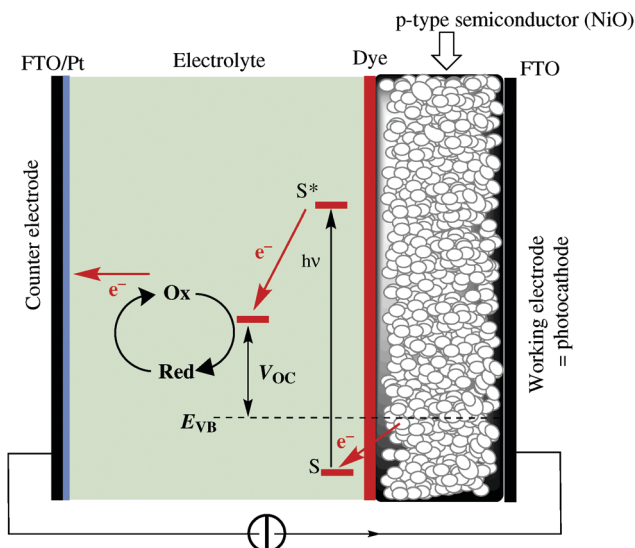 p-type semiconductor (NiO)
FTO/Pt
Electrolyte
Dye
FTO
Counter electrode
S*
e⁻
hν
e⁻
Ox
Red
V_OC
E_VB
e⁻
S
Working electrode
= photocathode